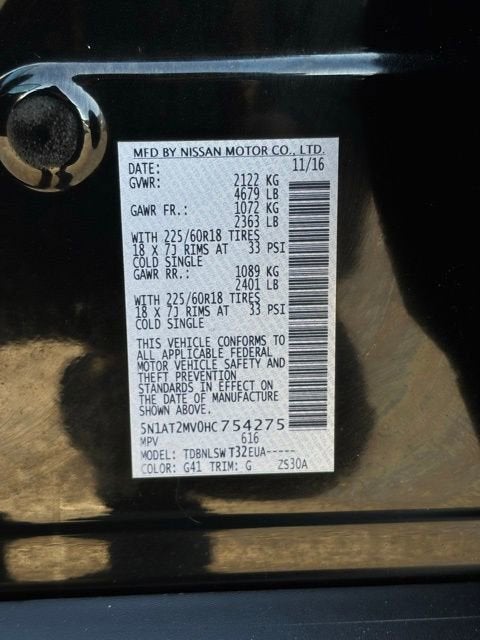 MFD BY NISSAN MOTOR CO., LTD.
DATE: 11/16
GVWR: 2122 KG
4679 LB
GAWR FR.: 1072 KG
2363 LB
WITH 225/60R18 TIRES
18 X 7J RIMS AT 33 PSI
COLD SINGLE
GAWR RR.: 1089 KG
2401 LB
WITH 225/60R18 TIRES
18 X 7J RIMS AT 33 PSI
COLD SINGLE
THIS VEHICLE CONFORMS TO
ALL APPLICABLE FEDERAL
MOTOR VEHICLE SAFETY AND
THEFT PREVENTION
STANDARDS IN EFFECT ON
THE DATE OF MANUFACTURE
SHOWN ABOVE.
5N1AT2MV0HC754275
MPV 616
MODEL: TDBNLSW T32EUA-----
COLOR: G41 TRIM: G ZS30A